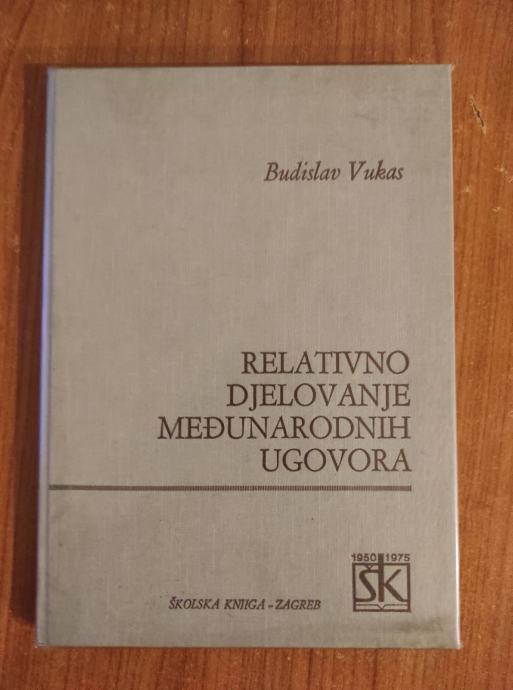 Budislav Vukas
RELATIVNO
DJELOVANJE
MEĐUNARODNIH
UGOVORA
1950 1975
ŠK
ŠKOLSKA KNJIGA – ZAGREB